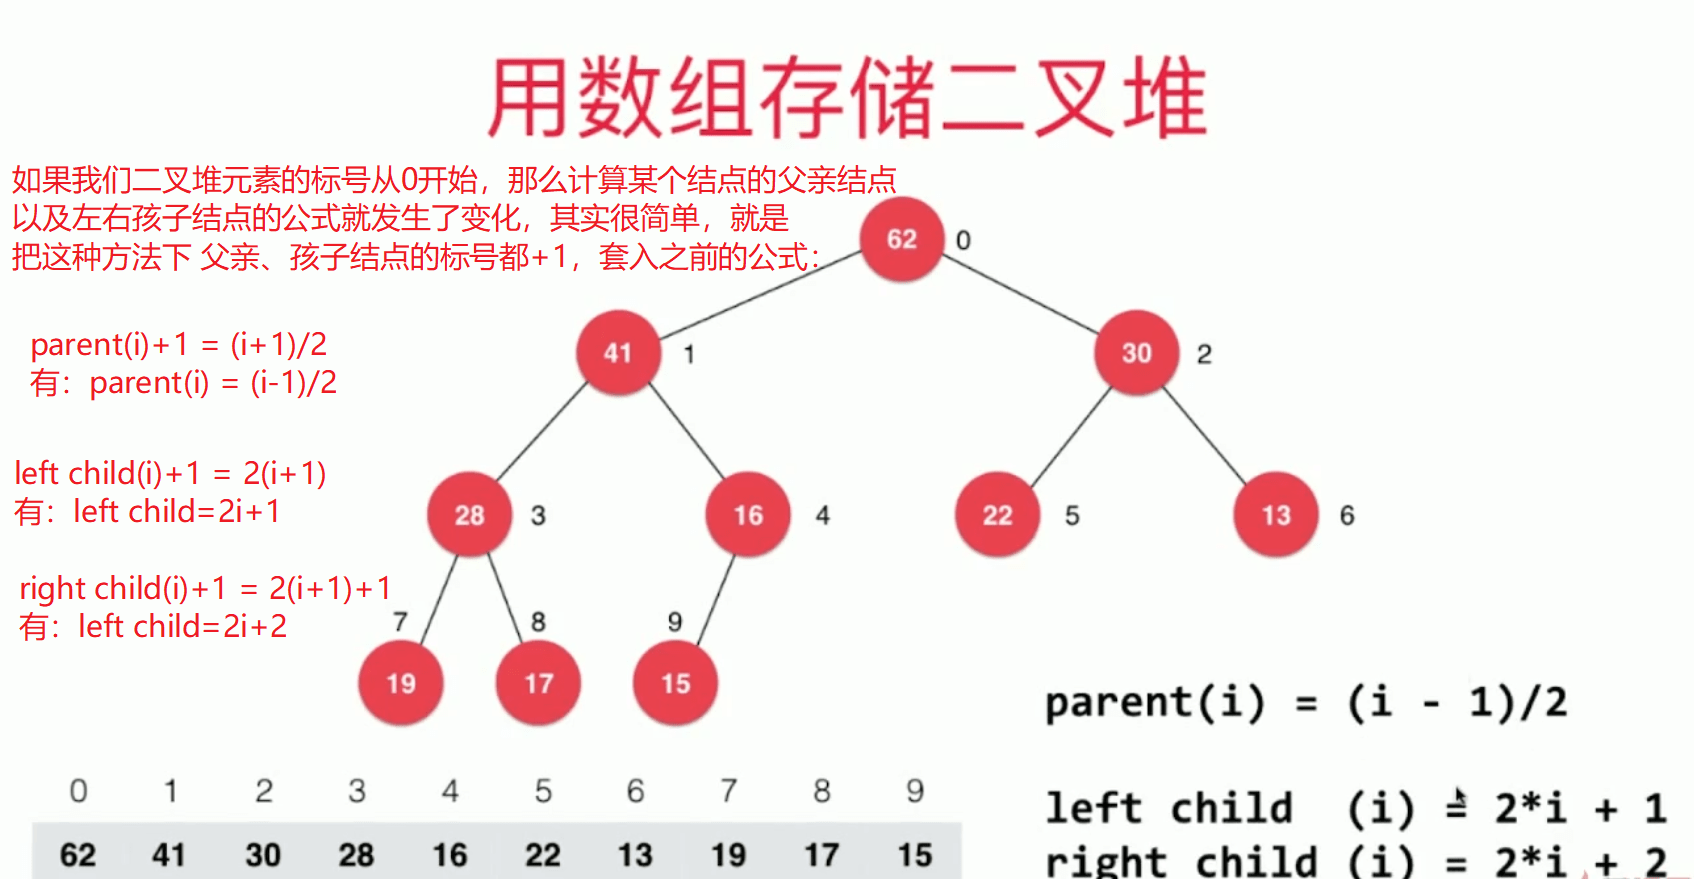 用数组存储二叉堆
如果我们二叉堆元素的标号从0开始，那么计算某个结点的父亲结点
以及左右孩子结点的公式就发生了变化，其实很简单，就是
把这种方法下 父亲、孩子结点的标号都+1，套入之前的公式：
parent(i)+1 = (i+1)/2
有：parent(i) = (i-1)/2
left child(i)+1 = 2(i+1)
有：left child=2i+1
right child(i)+1 = 2(i+1)+1
有：left child=2i+2
62 0
41 1 30 2
28 3 16 4 22 5 13 6
7 8 9
19 17 15
parent(i) = (i - 1)/2
left child (i) = 2*i + 1
right child (i) = 2*i + 2
0 1 2 3 4 5 6 7 8 9
62 41 30 28 16 22 13 19 17 15